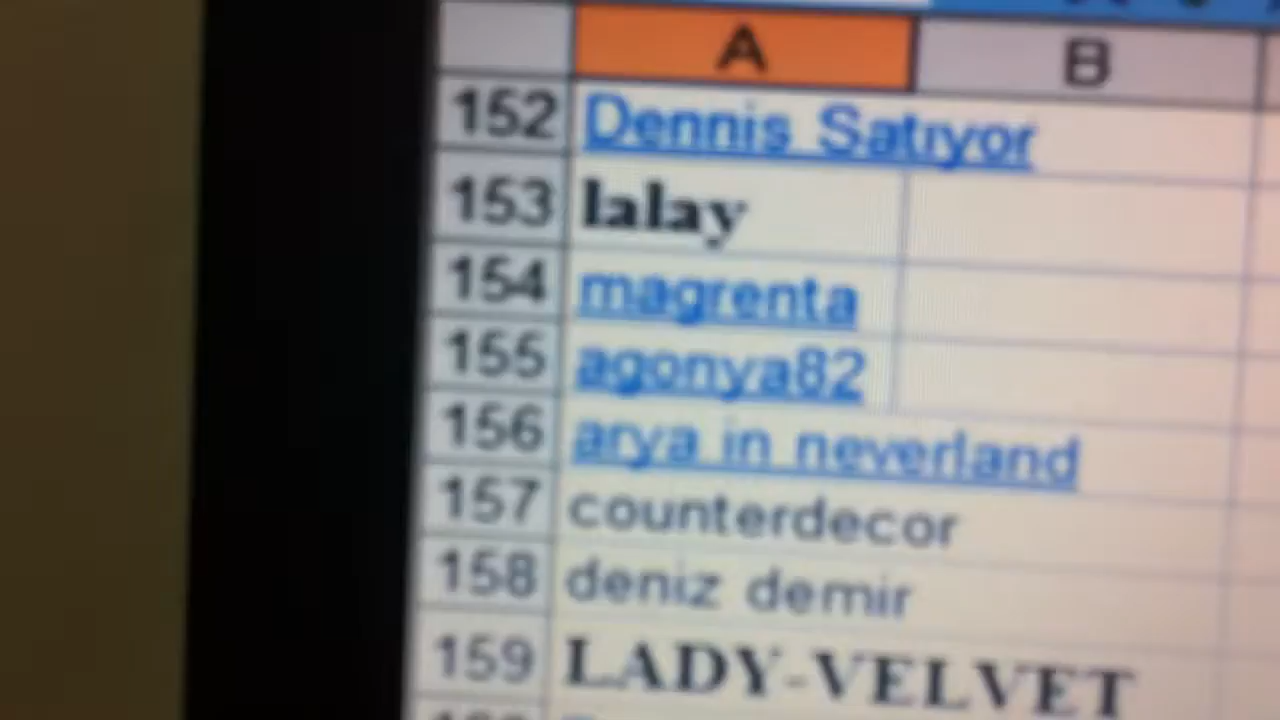 A B
152 Dennis Satıyor
153 lalay
154 magrenta
155 agonya82
156 arya in neverland
157 counterdecor
158 deniz demir
159 LADY-VELVET